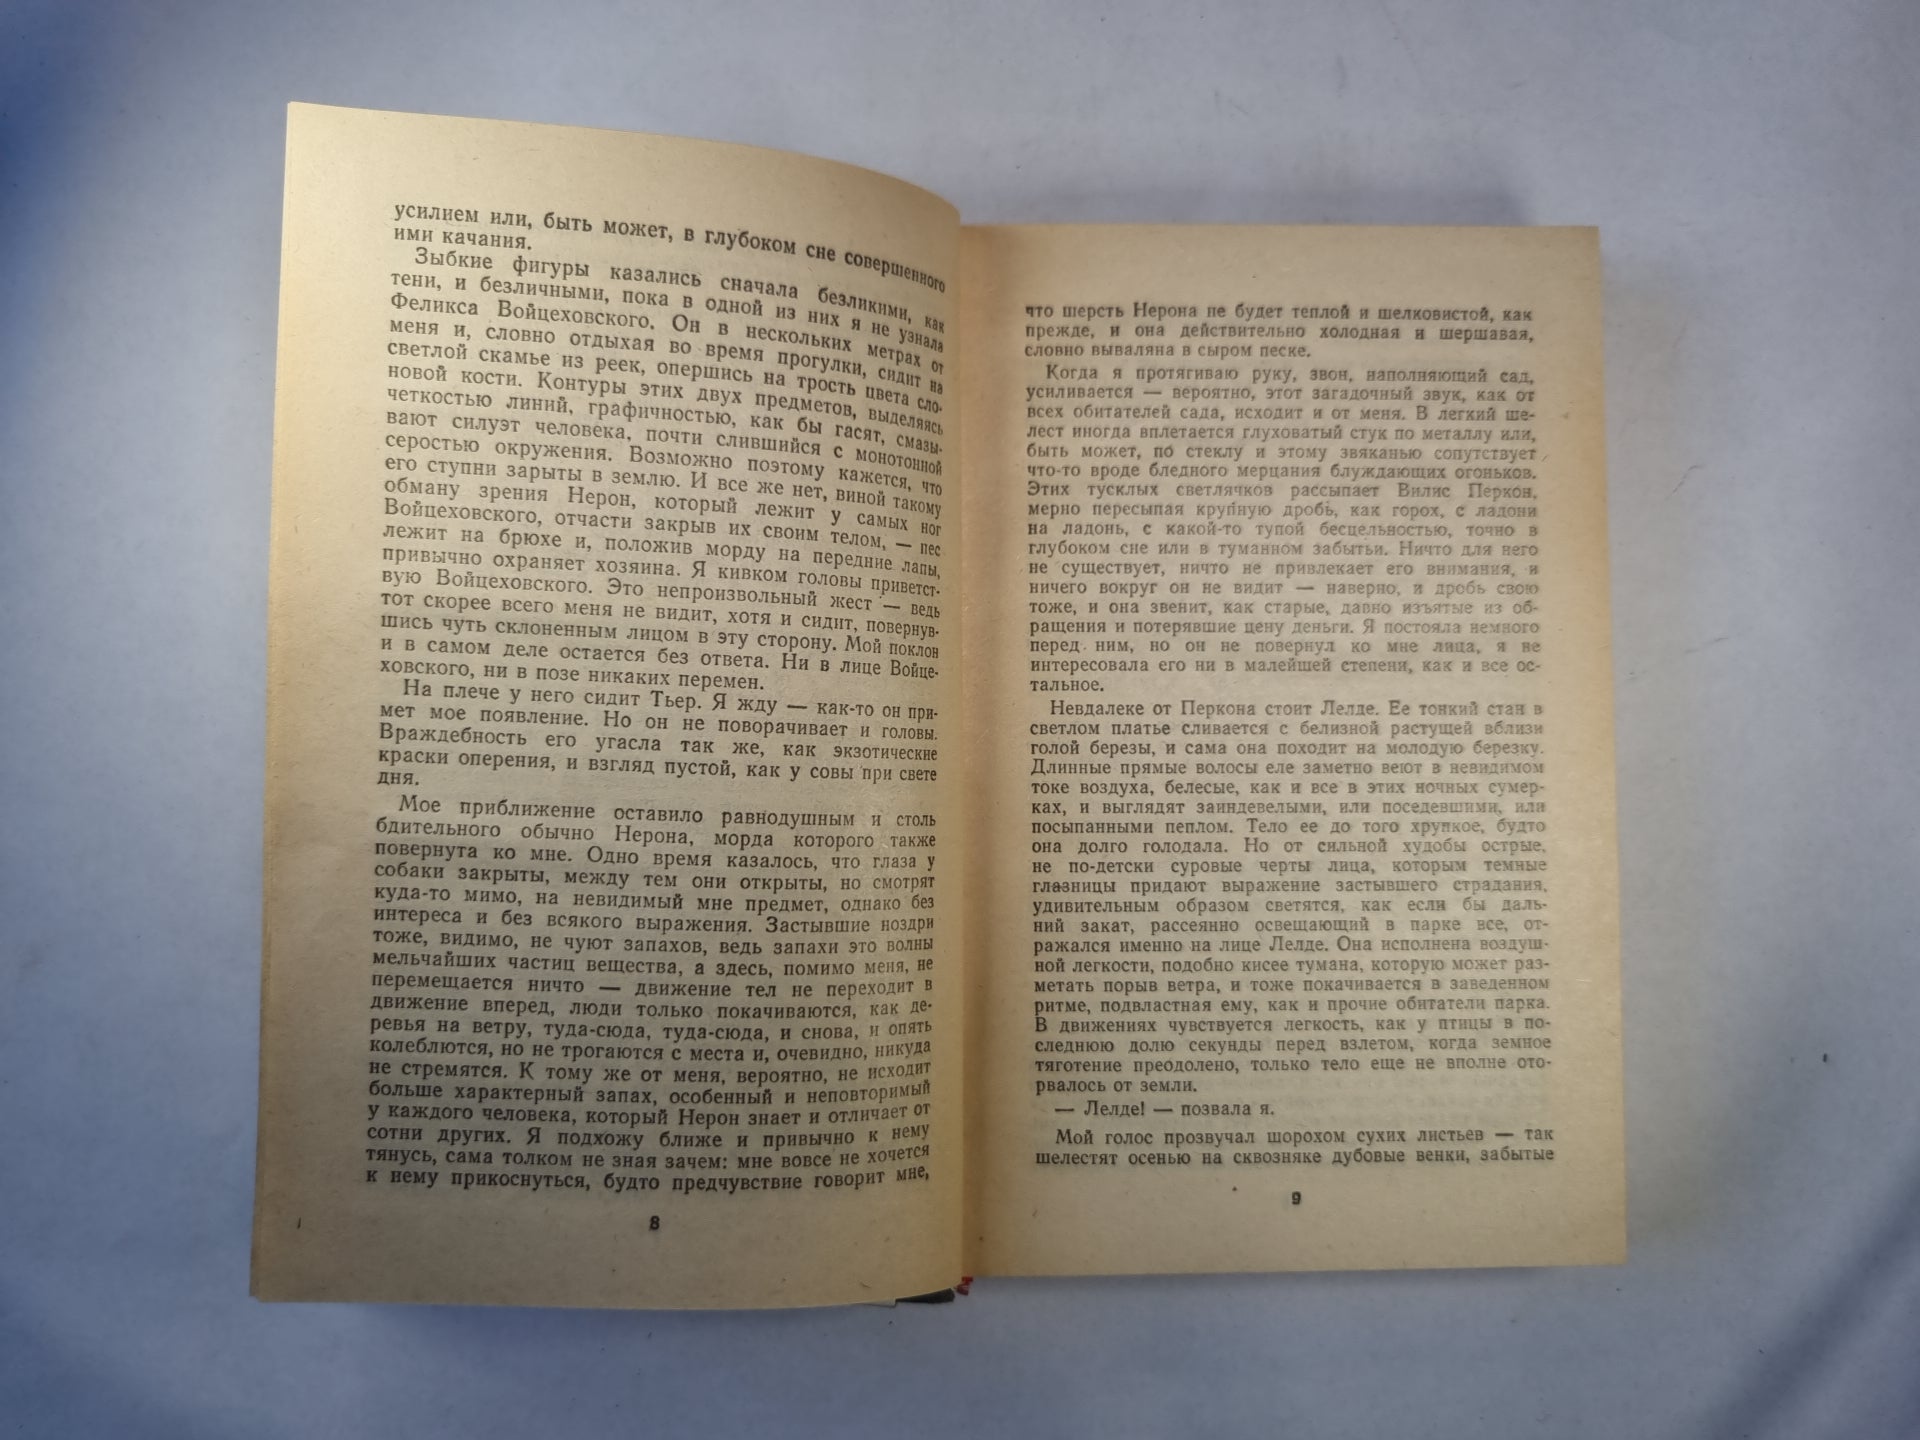 усилием или, быть может, в глубоком сне совершенного
ими качания.
Зыбкие фигуры казались сначала безликими, как
тени, и безличными, пока в одной из них я не узнала
Феликса Войцеховского. Он в нескольких метрах от
меня и, словно отдыхая во время прогулки, сидит на
светлой скамье из реек, опершись на трость цвета сло-
новой кости. Контуры этих двух предметов, выделяясь
четкостью линий, графичностью, как бы гасят, смазы-
вают силуэт человека, почти слившийся с монотонной
серостью окружения. Возможно поэтому кажется, что
его ступни зарыты в землю. И все же нет, виной такому
обману зрения Нерон, который лежит у самых ног
Войцеховского, отчасти закрыв их своим телом, — пес
лежит на брюхе и, положив морду на передние лапы,
привычно охраняет хозяина. Я кивком головы приветст-
вую Войцеховского. Это непроизвольный жест — ведь
тот скорее всего меня не видит, хотя и сидит, повернув-
шись чуть склоненным лицом в эту сторону. Мой поклон
и в самом деле остается без ответа. Ни в лице Войце-
ховского, ни в позе никаких перемен.
На плече у него сидит Тьер. Я жду — как-то он при-
мет мое появление. Но он не поворачивает и головы.
Враждебность его угасла так же, как экзотические
краски оперения, и взгляд пустой, как у совы при свете
дня.
Мое приближение оставило равнодушным и столь
бдительного обычно Нерона, морда которого также
повернута ко мне. Одно время казалось, что глаза у
собаки закрыты, между тем они открыты, но смотрят
куда-то мимо, на невидимый мне предмет, однако без
интереса и без всякого выражения. Застывшие ноздри
тоже, видимо, не чуют запахов, ведь запахи это волны
мельчайших частиц вещества, а здесь, помимо меня, не
перемещается ничто — движение тел не переходит в
движение вперед, люди только покачиваются, как де-
ревья на ветру, туда-сюда, туда-сюда, и снова, и опять
колеблются, но не трогаются с места и, очевидно, никуда
не стремятся. К тому же от меня, вероятно, не исходит
больше характерный запах, особенный и неповторимый
у каждого человека, который Нерон знает и отличает от
сотни других. Я подхожу ближе и привычно к нему
тянусь, сама толком не зная зачем: мне вовсе не хочется
к нему прикоснуться, будто предчувствие говорит мне,
8
что шерсть Нерона не будет теплой и шелковистой, как
прежде, и она действительно холодная и шершавая,
словно вываляна в сыром песке.
Когда я протягиваю руку, звон, наполняющий сад,
усиливается — вероятно, этот загадочный звук, как от
всех обитателей сада, исходит и от меня. В легкий ше-
лест иногда вплетается глуховатый стук по металлу или,
быть может, по стеклу и этому звяканью сопутствует
что-то вроде бледного мерцания блуждающих огоньков.
Этих тусклых светлячков рассыпает Вилис Перкон,
мерно пересыпая крупную дробь, как горох, с ладони
на ладонь, с какой-то тупой бесцельностью, точно в
глубоком сне или в туманном забытьи. Ничто для него
не существует, ничто не привлекает его внимания, и
ничего вокруг он не видит — наверно, и дробь свою
тоже, и она звенит, как старые, давно изъятые из об-
ращения и потерявшие цену деньги. Я постояла немного
перед ним, но он не повернул ко мне лица, я не
интересовала его ни в малейшей степени, как и все ос-
тальное.
Невдалеке от Перкона стоит Лелде. Ее тонкий стан в
светлом платье сливается с белизной растущей вблизи
голой березы, и сама она походит на молодую березку.
Длинные прямые волосы еле заметно веют в невидимом
токе воздуха, белесые, как и все в этих ночных сумер-
ках, и выглядят заиндевелыми, или поседевшими, или
посыпанными пеплом. Тело ее до того хрупкое, будто
она долго голодала. Но от сильной худобы острые,
не по-детски суровые черты лица, которым темные
глазницы придают выражение застывшего страдания,
удивительным образом светятся, как если бы даль-
ний закат, рассеянно освещающий в парке все, от-
ражался именно на лице Лелде. Она исполнена воздуш-
ной легкости, подобно кисее тумана, которую может раз-
метать порыв ветра, и тоже покачивается в заведенном
ритме, подвластная ему, как и прочие обитатели парка.
В движениях чувствуется легкость, как у птицы в по-
следнюю долю секунды перед взлетом, когда земное
тяготение преодолено, только тело еще не вполне ото-
рвалось от земли.
— Лелде! — позвала я.
Мой голос прозвучал шорохом сухих листьев — так
шелестят осенью на сквозняке дубовые венки, забытые
9